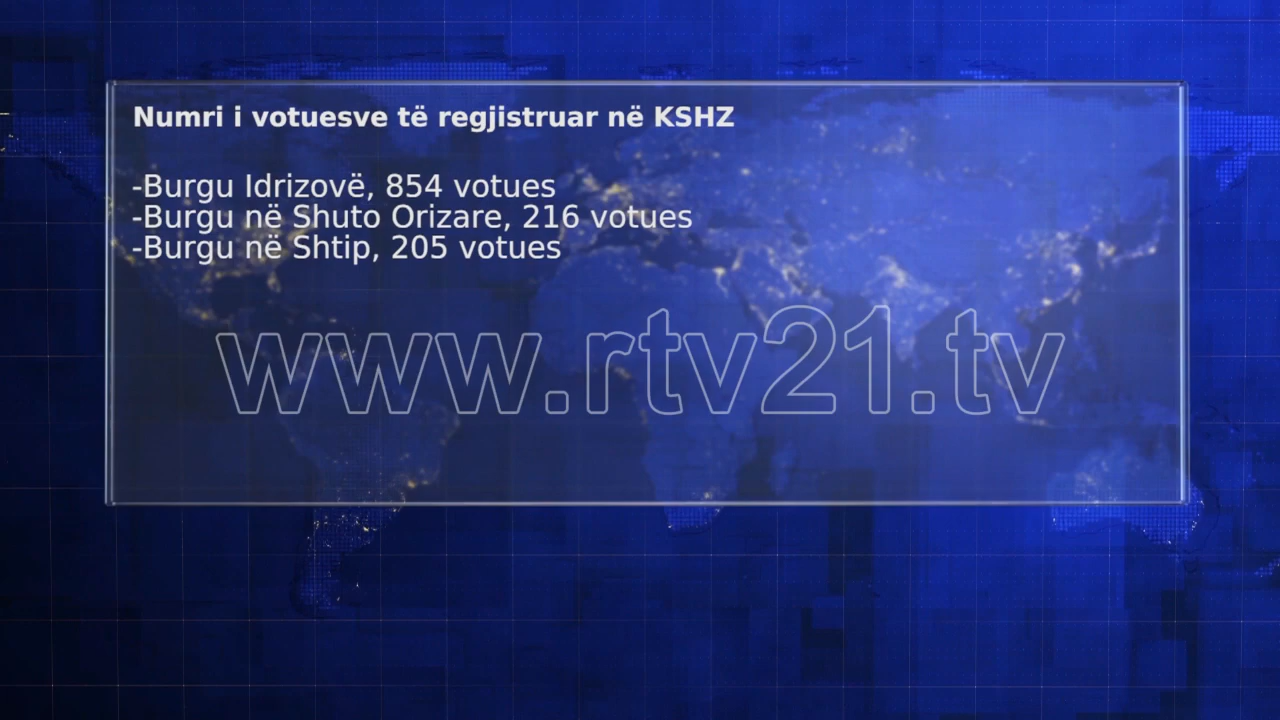 Numri i votuesve të regjistruar në KSHZ
-Burgu Idrizovë, 854 votues
-Burgu në Shuto Orizare, 216 votues
-Burgu në Shtip, 205 votues
www.rtv21.tv